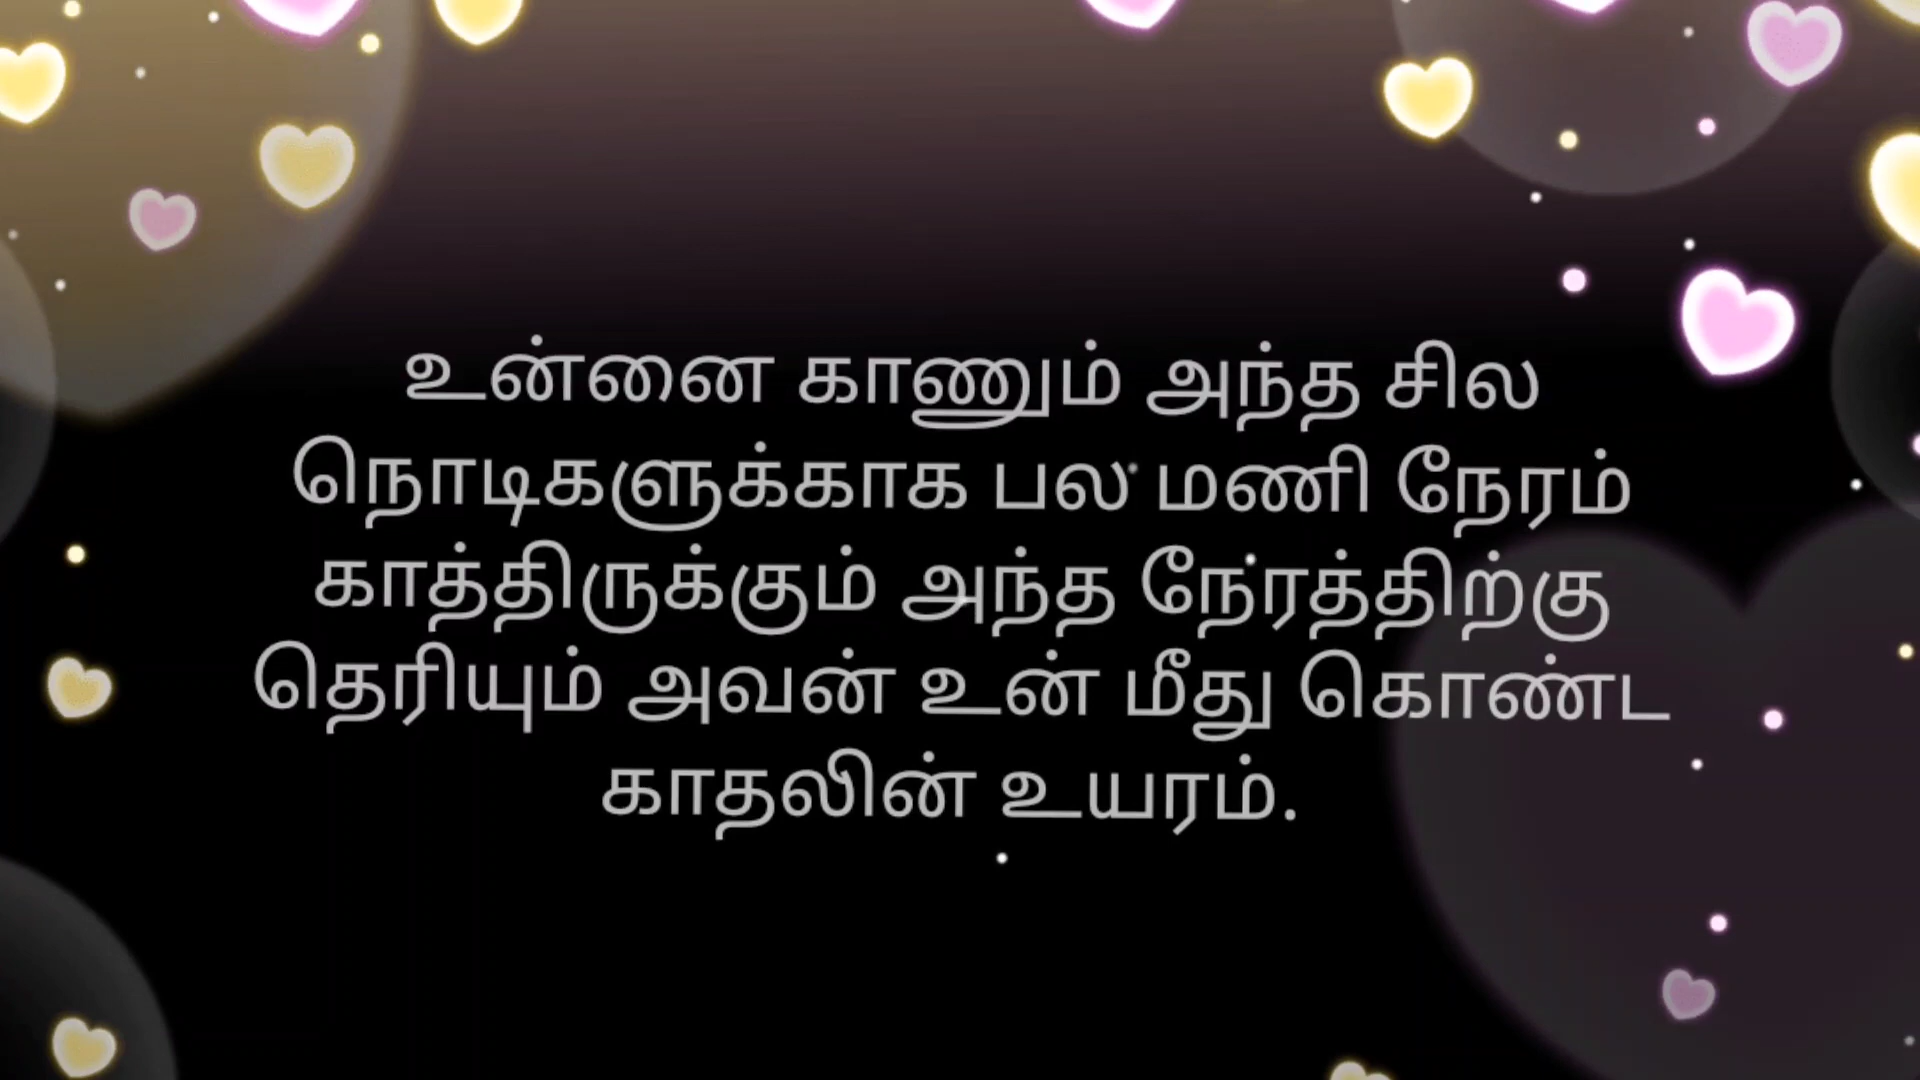 உன்னை காணும் அந்த சில
நொடிகளுக்காக பல மணி நேரம்
காத்திருக்கும் அந்த நேரத்திற்கு
தெரியும் அவன் உன் மீது கொண்ட
காதலின் உயரம்.